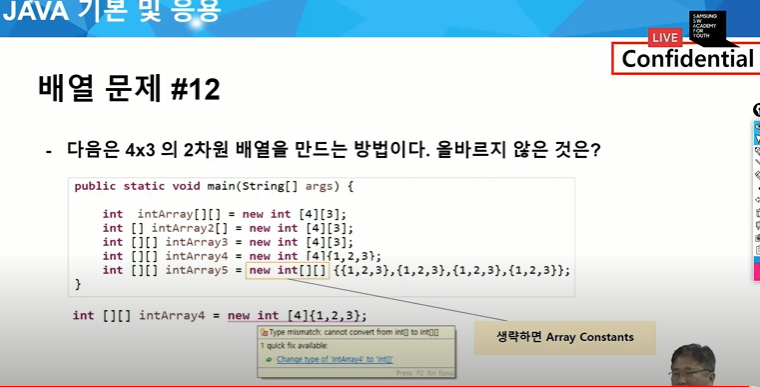 JAVA 기본 및 응용
LIVE
SAMSUNG
SW
ACADEMY
FOR
YOUTH
Confidential
배열 문제 #12
- 다음은 4x3 의 2차원 배열을 만드는 방법이다. 올바르지 않은 것은?
public static void main(String[] args) {
int intArray[][] = new int [4][3];
int [] intArray2[] = new int [4][3];
int [][] intArray3 = new int [4][3];
int [][] intArray4 = new int [4]{1,2,3};
int [][] intArray5 = new int[][] {{1,2,3},{1,2,3},{1,2,3},{1,2,3}};
}
int [][] intArray4 = new int [4]{1,2,3};
Type mismatch: cannot convert from int[] to int[][]
1 quick fix available:
Change type of 'intArray4' to 'int[]'
Press 'F2' for focus
생략하면 Array Constants